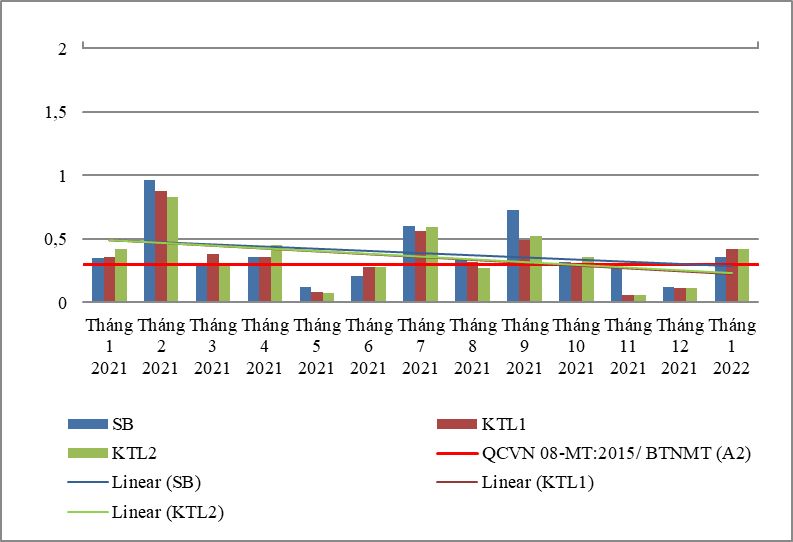 2
1,5
1
0,5
0
Tháng 1 2021
Tháng 2 2021
Tháng 3 2021
Tháng 4 2021
Tháng 5 2021
Tháng 6 2021
Tháng 7 2021
Tháng 8 2021
Tháng 9 2021
Tháng 10 2021
Tháng 11 2021
Tháng 12 2021
Tháng 1 2022
SB
KTL1
KTL2
QCVN 08-MT:2015/ BTNMT (A2)
Linear (SB)
Linear (KTL1)
Linear (KTL2)